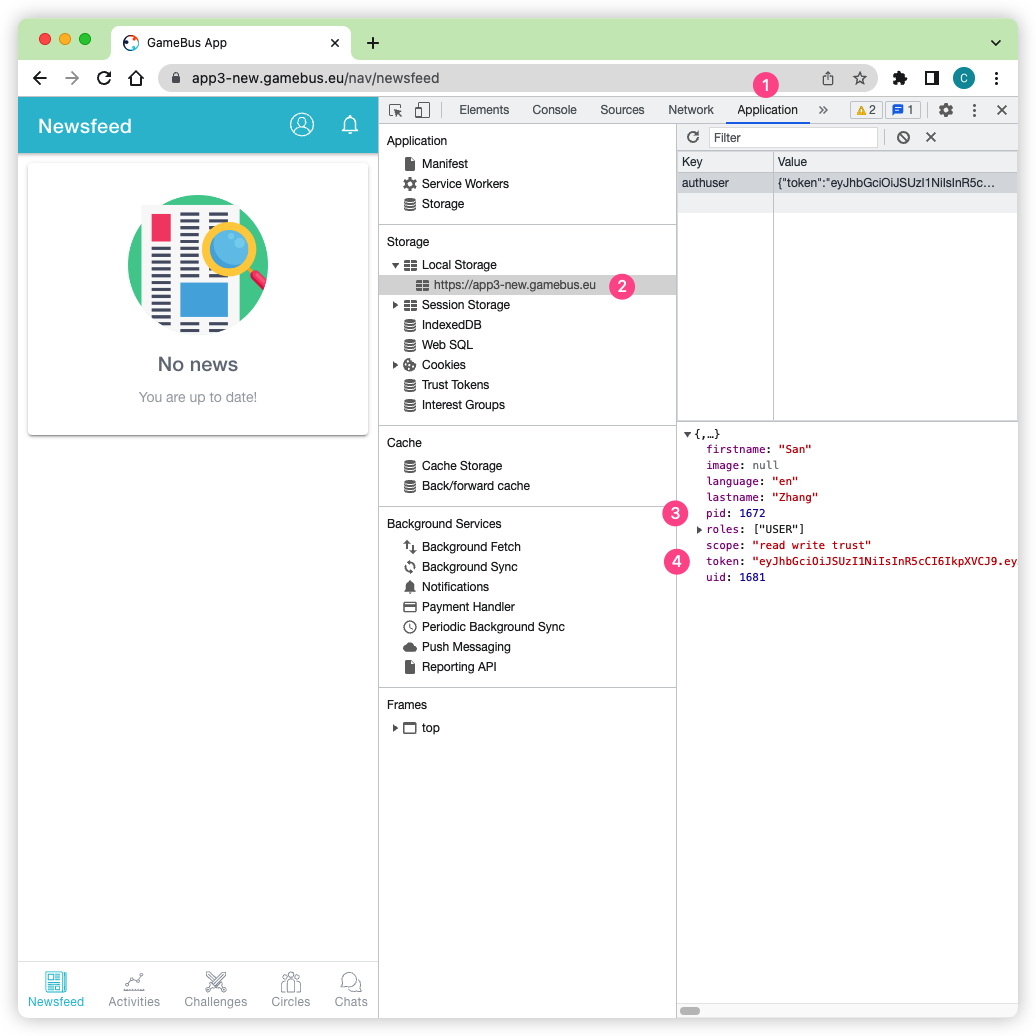 GameBus App
app3-new.gamebus.eu/nav/newsfeed
C
1
Newsfeed
No news
You are up to date!
Newsfeed
Activities
Challenges
Circles
Chats
Elements Console Sources Network Application » 2 1
Application
Manifest
Service Workers
Storage
Storage
Local Storage
https://app3-new.gamebus.eu 2
Session Storage
IndexedDB
Web SQL
Cookies
Trust Tokens
Interest Groups
Cache
Cache Storage
Back/forward cache
Background Services
Background Fetch
Background Sync
Notifications
Payment Handler
Periodic Background Sync
Push Messaging
Reporting API
Frames
top
Filter
Key Value
authuser {"token":"eyJhbGciOiJSUzI1NiIsInR5c…
{,…}
firstname: "San"
image: null
language: "en"
lastname: "Zhang"
3 pid: 1672
roles: ["USER"]
scope: "read write trust"
4 token: "eyJhbGciOiJSUzI1NiIsInR5cCI6IkpXVCJ9.ey
uid: 1681